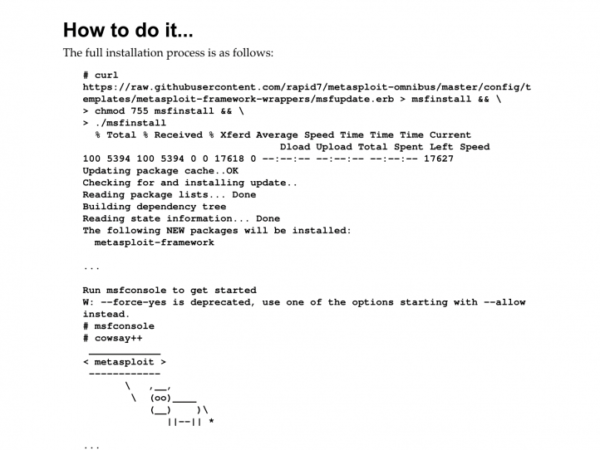 How to do it...
The full installation process is as follows:
# curl
https://raw.githubusercontent.com/rapid7/metasploit-omnibus/master/config/t
emplates/metasploit-framework-wrappers/msfupdate.erb > msfinstall && \
> chmod 755 msfinstall && \
> ./msfinstall
% Total % Received % Xferd Average Speed Time Time Time Current
Dload Upload Total Spent Left Speed
100 5394 100 5394 0 0 17618 0 --:--:-- --:--:-- --:--:-- 17627
Updating package cache..OK
Checking for and installing update..
Reading package lists... Done
Building dependency tree
Reading state information... Done
The following NEW packages will be installed:
metasploit-framework
...
Run msfconsole to get started
W: --force-yes is deprecated, use one of the options starting with --allow
instead.
# msfconsole
# cowsay++
____________
< metasploit >
------------
\ ,__,
\ (oo)____
(__) )\
||--|| *
...